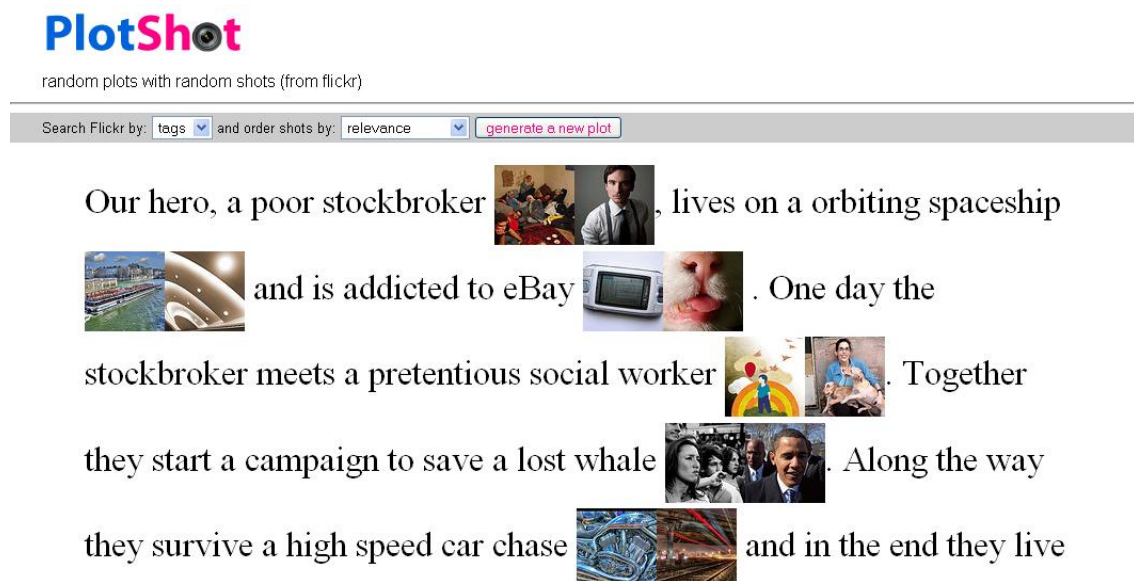 PlotShot
random plots with random shots (from flickr)
Search Flickr by: tags and order shots by: relevance generate a new plot
Our hero, a poor stockbroker , lives on a orbiting spaceship
and is addicted to eBay . One day the
stockbroker meets a pretentious social worker . Together
they start a campaign to save a lost whale . Along the way
they survive a high speed car chase and in the end they live